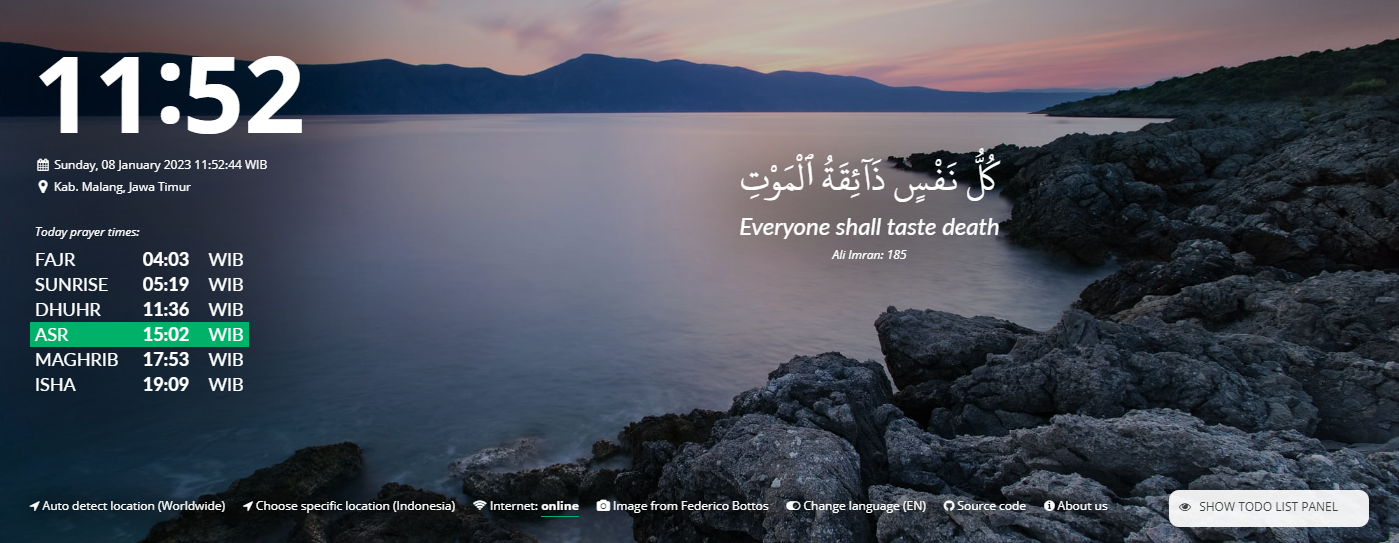 11:52
Sunday, 08 January 2023 11:52:44 WIB
Kab. Malang, Jawa Timur
Today prayer times:
FAJR 04:03 WIB
SUNRISE 05:19 WIB
DHUHR 11:36 WIB
ASR 15:02 WIB
MAGHRIB 17:53 WIB
ISHA 19:09 WIB
كُلُّ نَفْسٍ ذَآئِقَةُ ٱلْمَوْتِ
Everyone shall taste death
Ali Imran: 185
Auto detect location (Worldwide) Choose specific location (Indonesia) Internet: online Image from Federico Bottos Change language (EN) Source code About us SHOW TODO LIST PANEL